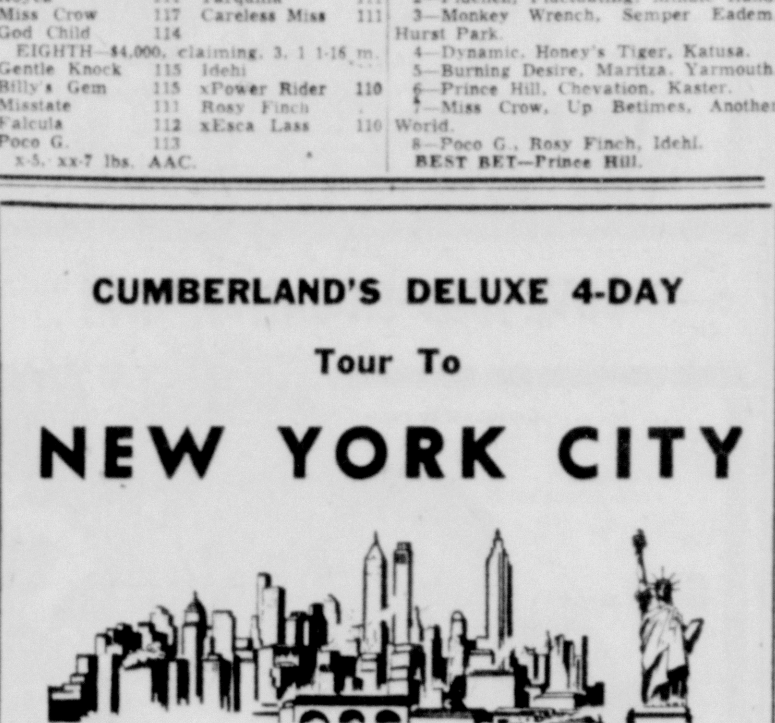 Miss Crow 117 Careless Miss 111
God Child 114
EIGHTH—$4,000, claiming, 3, 1 1-16 m.
Gentle Knock 115 Idehi
Billy's Gem 115 xPower Rider 110
Misstate 111 Rosy Finch
Falcula 112 xEsca Lass 110
Poco G. 113
x-5, xx-7 lbs. AAC.
3—Monkey Wrench, Semper Eadem,
Hurst Park.
4—Dynamic, Honey's Tiger, Katusa.
5—Burning Desire, Maritza, Yarmouth
6—Prince Hill, Chevation, Kaster.
7—Miss Crow, Up Betimes, Another
World.
8—Poco G., Rosy Finch, Idehi.
BEST BET—Prince Hill.
CUMBERLAND'S DELUXE 4-DAY
Tour To
NEW YORK CITY